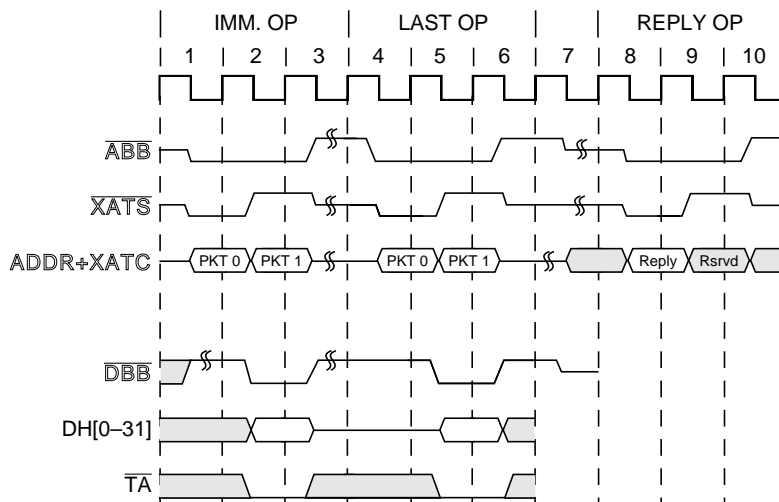 IMM. OP LAST OP REPLY OP
1 2 3 4 5 6 7 8 9 10
ABB
XATS
ADDR+XATC PKT 0 PKT 1 PKT 0 PKT 1 Reply Rsrvd
DBB
DH[0–31]
TA